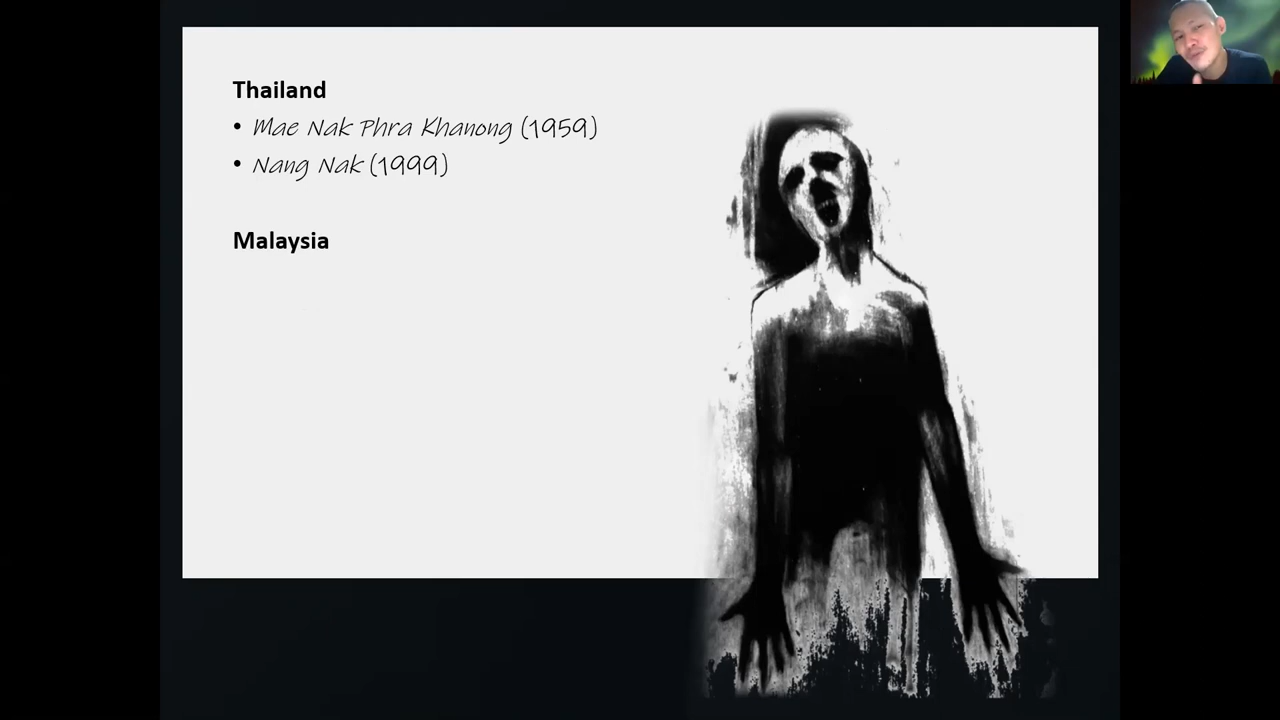 Thailand
• Mae Nak Phra Khanong (1959)
• Nang Nak (1999)
Malaysia